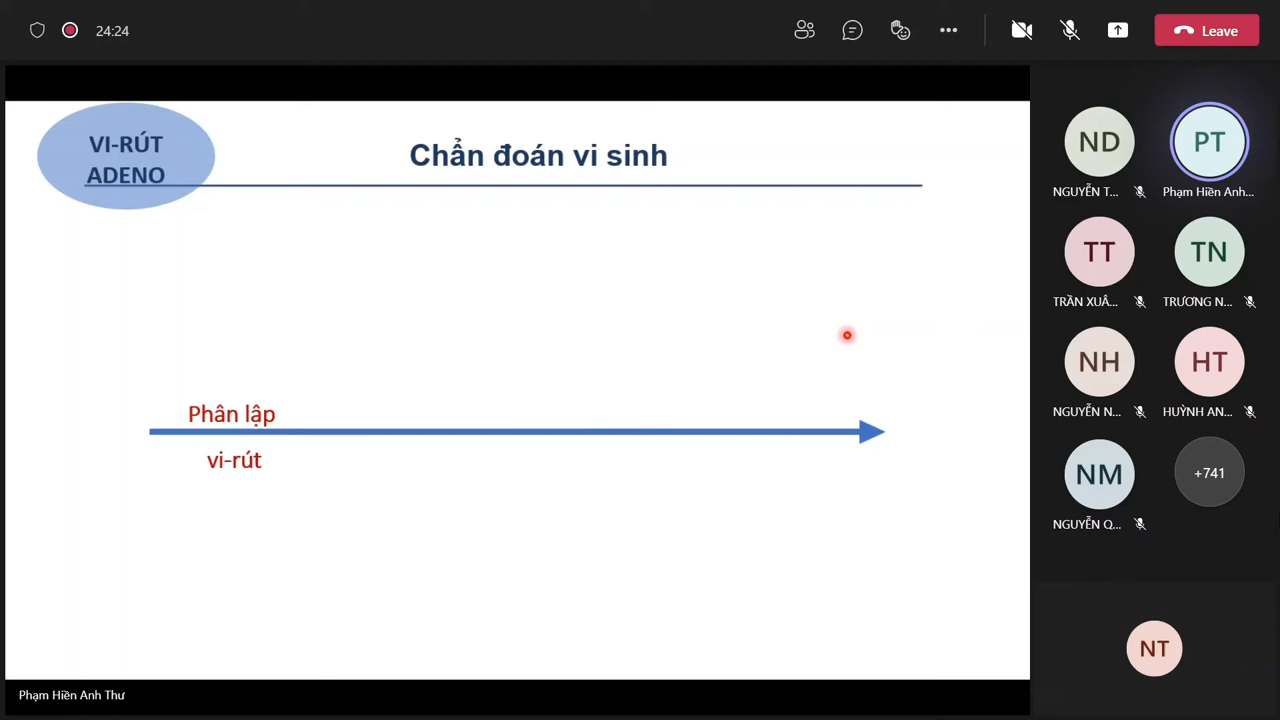 24:24
Leave
VI-RÚT
ADENO
Chẩn đoán vi sinh
Phân lập
vi-rút
Phạm Hiền Anh Thư
ND
NGUYỄN T...
PT
Phạm Hiền Anh...
TT
TRẦN XUÂ...
TN
TRƯƠNG N...
NH
NGUYỄN N...
HT
HUỲNH AN...
NM
NGUYỄN Q...
+741
NT